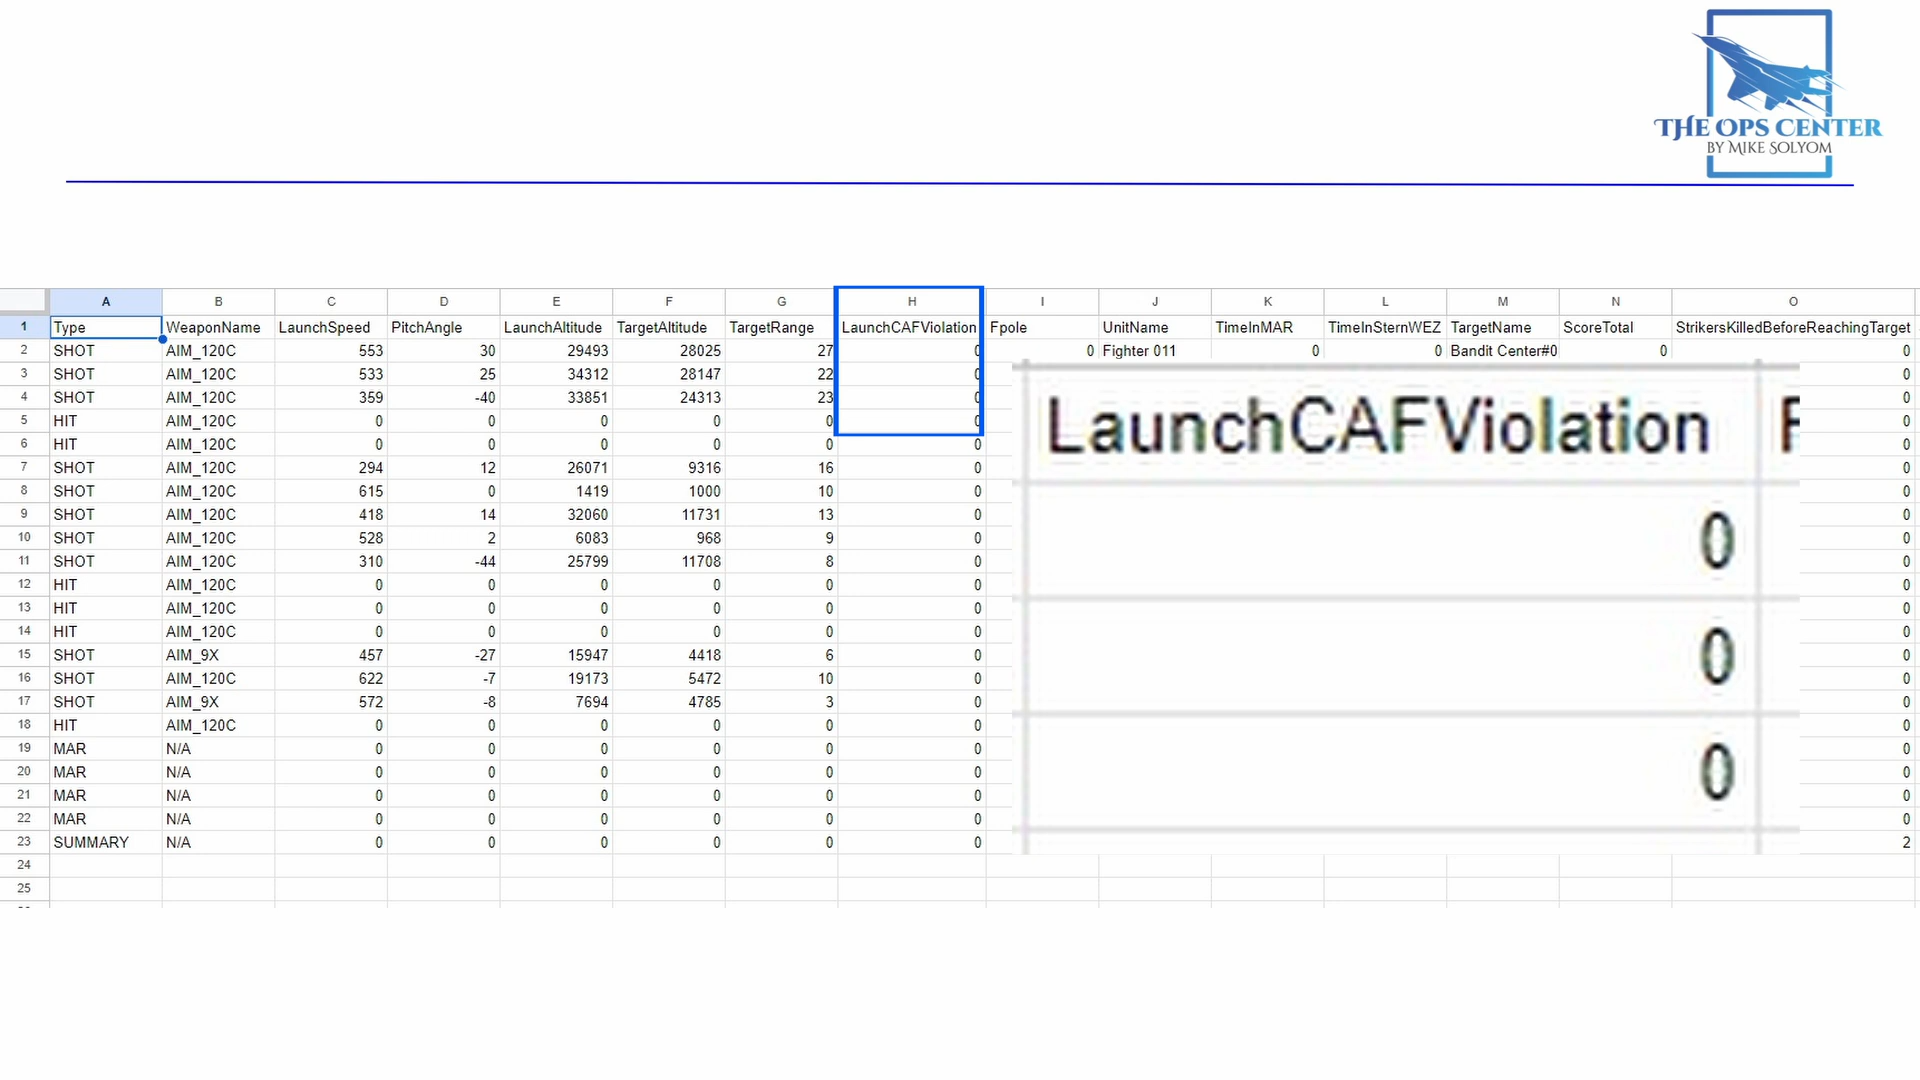 THE OPS CENTER
BY MIKE SOLYOM
A B C D E F G H I J K L M N O
1 Type WeaponName LaunchSpeed PitchAngle LaunchAltitude TargetAltitude TargetRange LaunchCAFViolation Fpole UnitName TimeInMAR TimeInSternWEZ TargetName ScoreTotal StrikersKilledBeforeReachingTarget
2 SHOT AIM_120C 553 30 29493 28025 27 0 0 Fighter 011 0 0 Bandit Center#0 0 0
3 SHOT AIM_120C 533 25 34312 28147 22 0 0
4 SHOT AIM_120C 359 -40 33851 24313 23 0 0
5 HIT AIM_120C 0 0 0 0 0 0 0
6 HIT AIM_120C 0 0 0 0 0 0 0
7 SHOT AIM_120C 294 12 26071 9316 16 0 0
8 SHOT AIM_120C 615 0 1419 1000 10 0 0
9 SHOT AIM_120C 418 14 32060 11731 13 0 0
10 SHOT AIM_120C 528 2 6083 968 9 0 0
11 SHOT AIM_120C 310 -44 25799 11708 8 0 0
12 HIT AIM_120C 0 0 0 0 0 0 0
13 HIT AIM_120C 0 0 0 0 0 0 0
14 HIT AIM_120C 0 0 0 0 0 0 0
15 SHOT AIM_9X 457 -27 15947 4418 6 0 0
16 SHOT AIM_120C 622 -7 19173 5472 10 0 0
17 SHOT AIM_9X 572 -8 7694 4785 3 0 0
18 HIT AIM_120C 0 0 0 0 0 0 0
19 MAR N/A 0 0 0 0 0 0 0
20 MAR N/A 0 0 0 0 0 0 0
21 MAR N/A 0 0 0 0 0 0 0
22 MAR N/A 0 0 0 0 0 0 0
23 SUMMARY N/A 0 0 0 0 0 0 2
24
25
LaunchCAFViolation
0
0
0